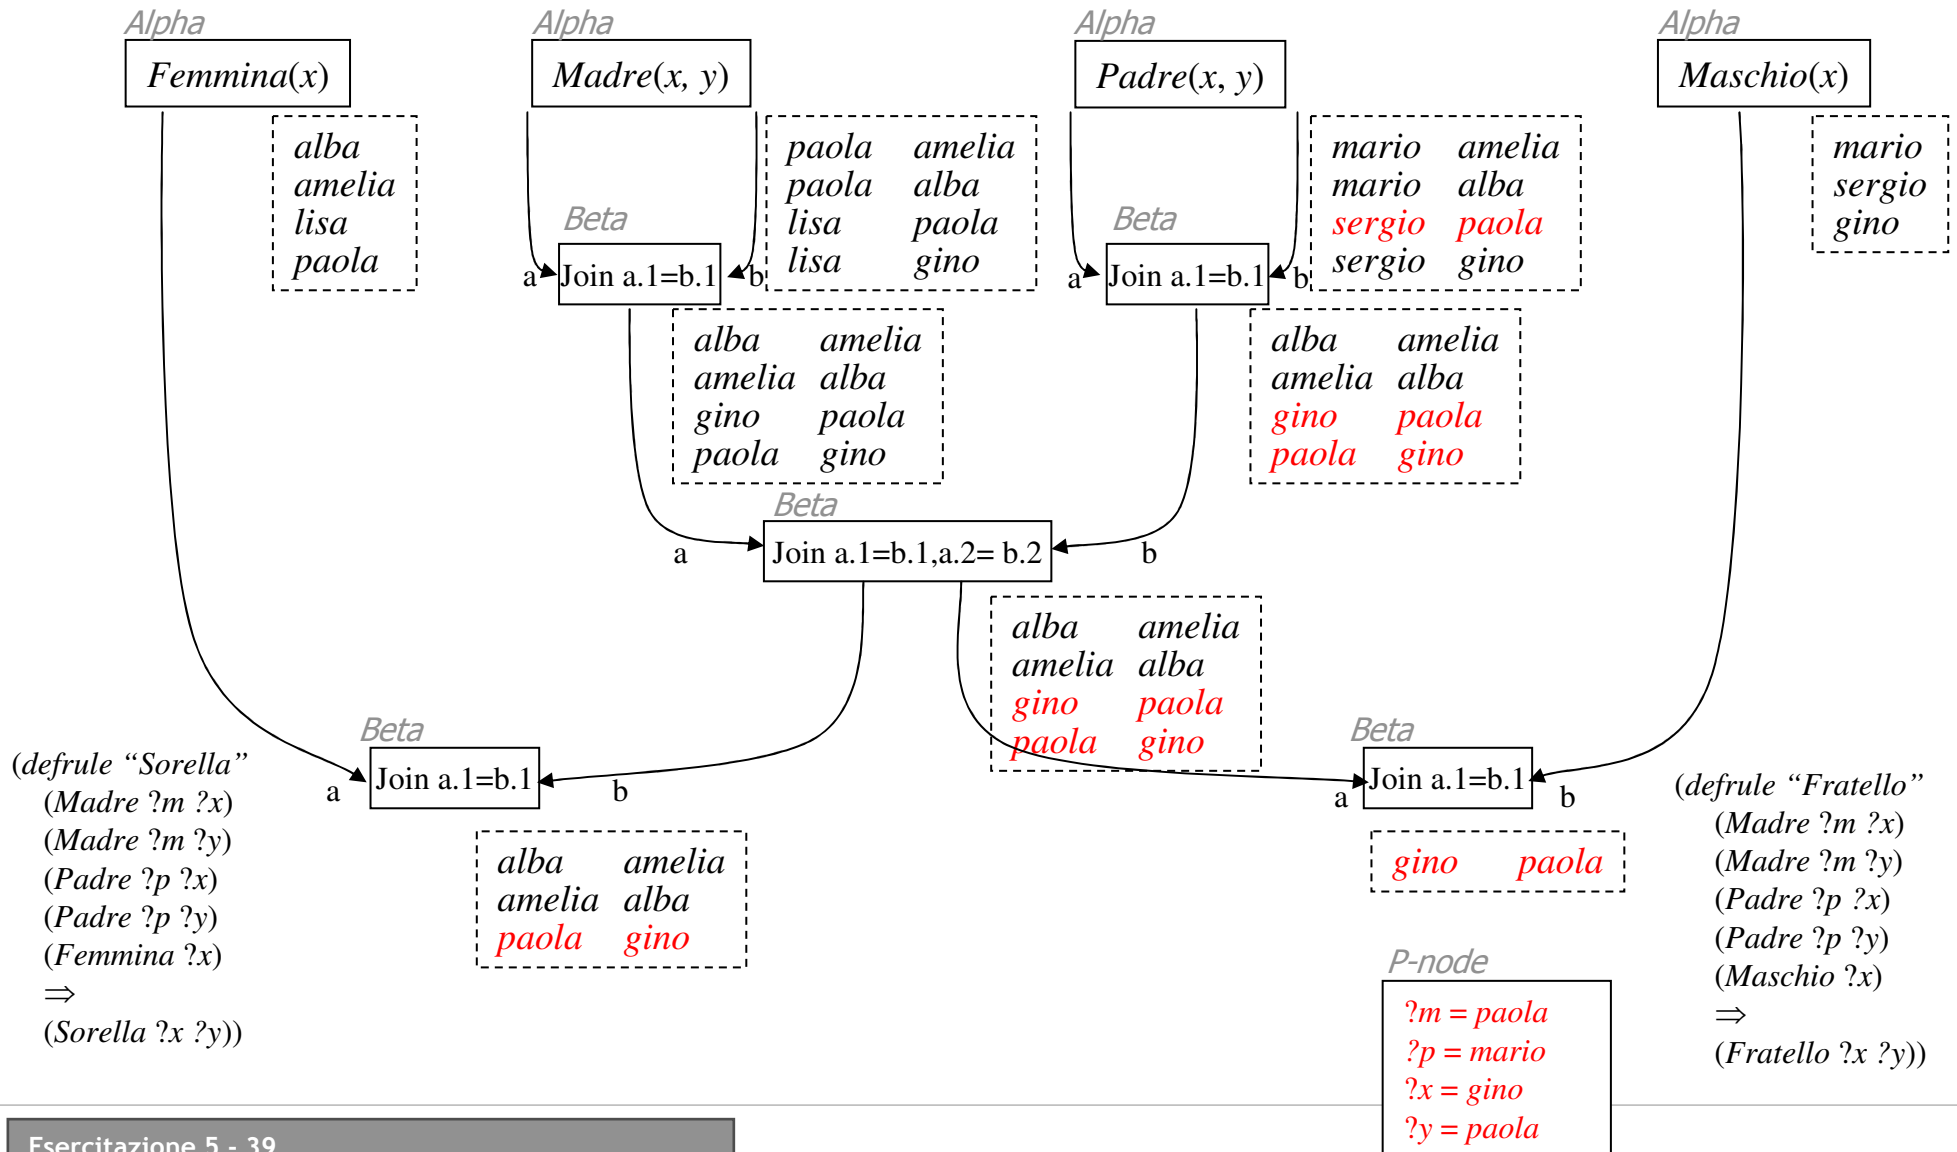 Alpha
Femmina(x)
alba
amelia
lisa
paola
Alpha
Madre(x, y)
paola amelia
paola alba
lisa paola
lisa gino
Alpha
Padre(x, y)
mario amelia
mario alba
sergio paola
sergio gino
Alpha
Maschio(x)
mario
sergio
gino
Beta
a
Join a.1=b.1
b
alba amelia
amelia alba
gino paola
paola gino
Beta
a
Join a.1=b.1
b
alba amelia
amelia alba
gino paola
paola gino
Beta
a
Join a.1=b.1,a.2= b.2
b
alba amelia
amelia alba
gino paola
paola gino
(defrule “Sorella”
(Madre ?m ?x)
(Madre ?m ?y)
(Padre ?p ?x)
(Padre ?p ?y)
(Femmina ?x)
⇒
(Sorella ?x ?y))
Beta
a
Join a.1=b.1
b
alba amelia
amelia alba
paola gino
Beta
a
Join a.1=b.1
b
gino paola
P-node
?m = paola
?p = mario
?x = gino
?y = paola
(defrule “Fratello”
(Madre ?m ?x)
(Madre ?m ?y)
(Padre ?p ?x)
(Padre ?p ?y)
(Maschio ?x)
⇒
(Fratello ?x ?y))
Esercitazione 5 - 39